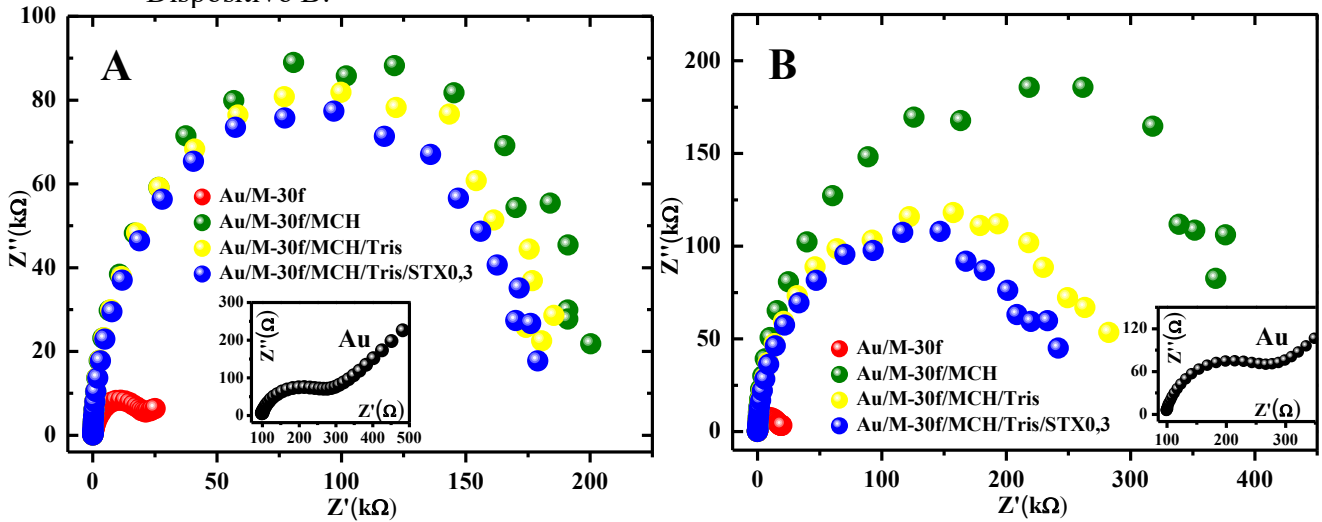 Dispositivo B.
A
Z''(kΩ)
100
80
60
40
20
0
Au/M-30f
Au/M-30f/MCH
Au/M-30f/MCH/Tris
Au/M-30f/MCH/Tris/STX0,3
Z''(Ω)
300
200
100
0
Au
Z'(Ω)
100 200 300 400 500
0 50 100 150 200
Z'(kΩ)
B
Z''(kΩ)
200
150
100
50
0
Au/M-30f
Au/M-30f/MCH
Au/M-30f/MCH/Tris
Au/M-30f/MCH/Tris/STX0,3
Z''(Ω)
120
60
0
Au
Z'(Ω)
100 200 300
0 100 200 300 400
Z'(kΩ)